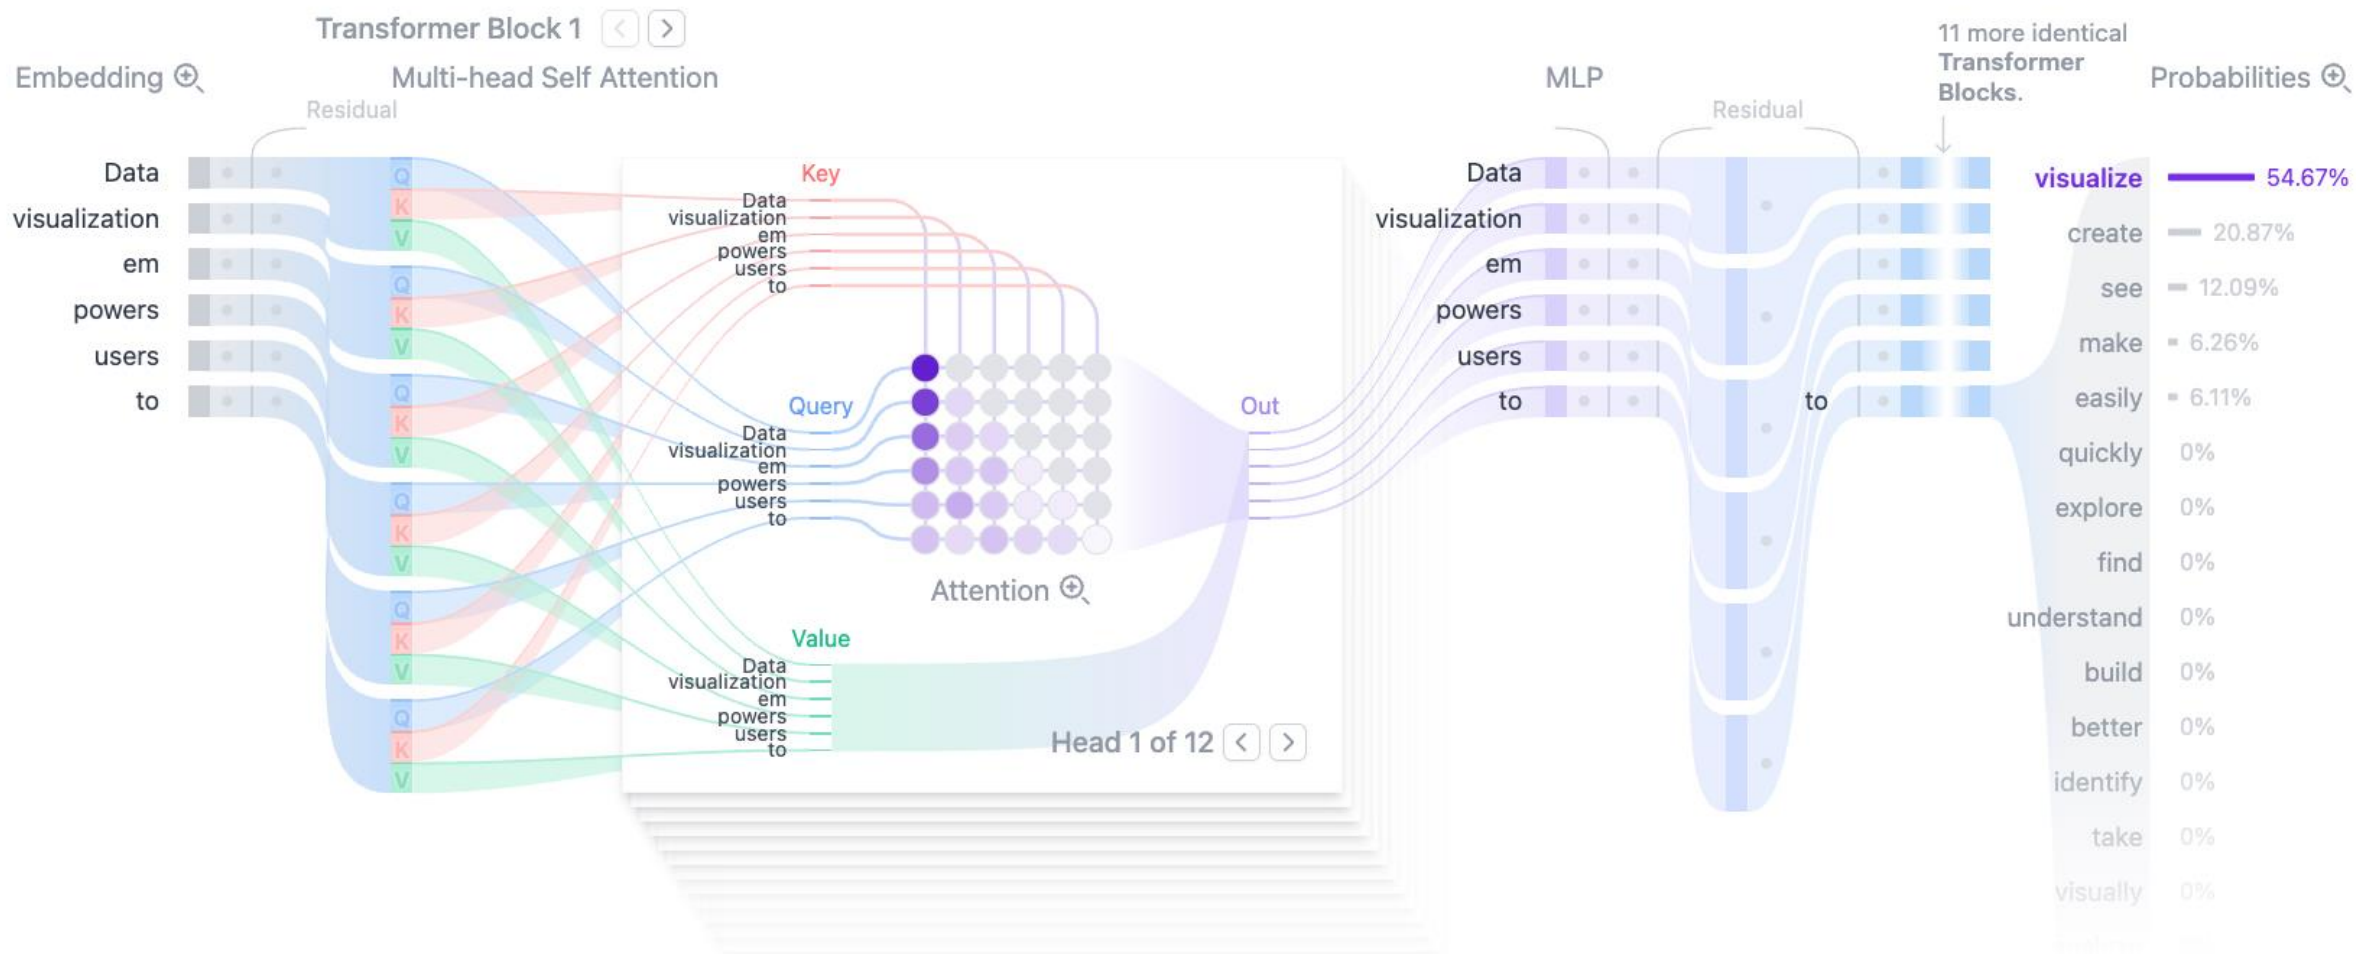 Transformer Block 1
11 more identical
Transformer
Blocks.
Embedding
Multi-head Self Attention
MLP
Probabilities
Residual
Residual
Data
visualization
em
powers
users
to
Q
K
V
Q
K
V
Q
K
V
Q
K
V
Q
K
V
Q
K
V
Key
Data
visualization
em
powers
users
to
Query
Data
visualization
em
powers
users
to
Attention
Value
Data
visualization
em
powers
users
to
Out
Head 1 of 12
Data
visualization
em
powers
users
to
to
visualize 54.67%
create 20.87%
see 12.09%
make 6.26%
easily 6.11%
quickly 0%
explore 0%
find 0%
understand 0%
build 0%
better 0%
identify 0%
take 0%
visually 0%